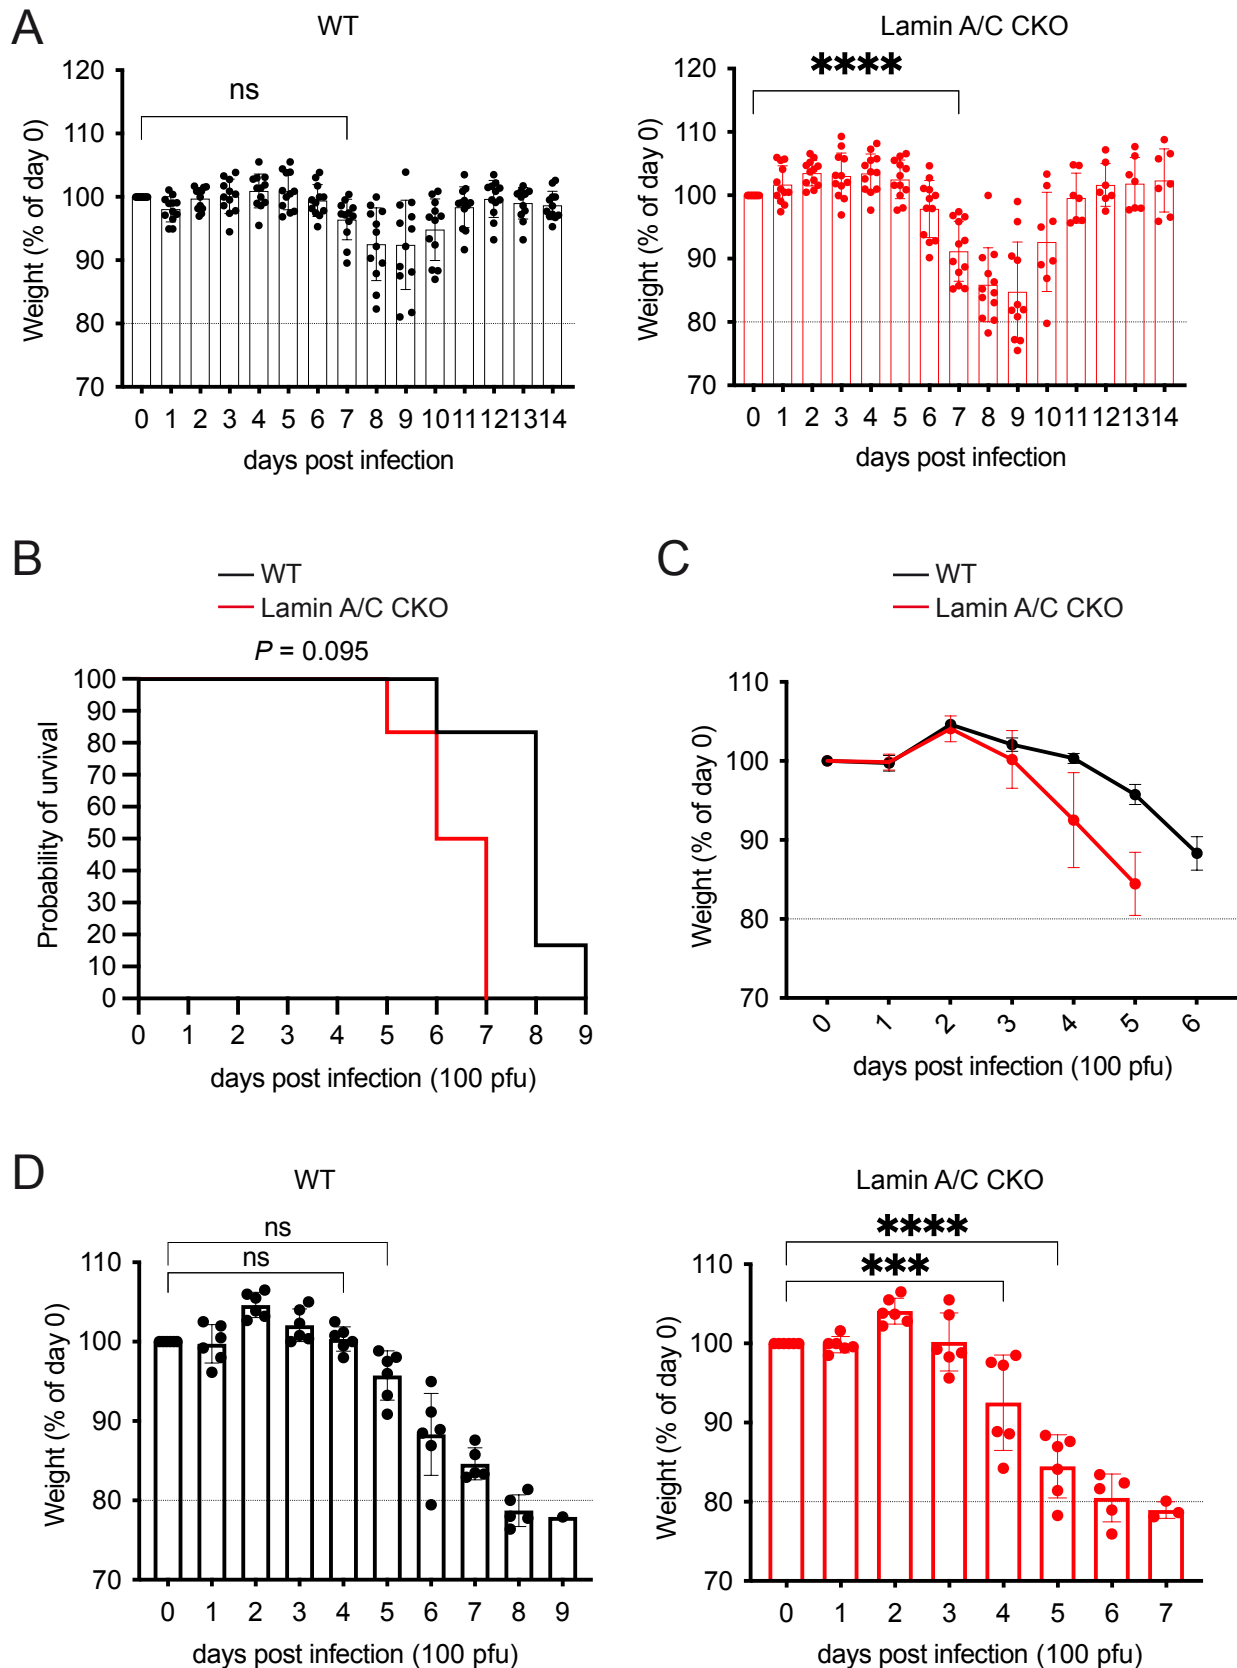 A
WT
Lamin A/C CKO
ns
****
Weight (% of day 0)
120
110
100
90
80
70
0 1 2 3 4 5 6 7 8 9 10 11 12 13 14
days post infection
Weight (% of day 0)
120
110
100
90
80
70
0 1 2 3 4 5 6 7 8 9 10 11 12 13 14
days post infection
B
WT
Lamin A/C CKO
P = 0.095
Probability of urvival
100
90
80
70
60
50
40
30
20
10
0
0 1 2 3 4 5 6 7 8 9
days post infection (100 pfu)
C
WT
Lamin A/C CKO
Weight (% of day 0)
110
100
90
80
70
0 1 2 3 4 5 6
days post infection (100 pfu)
D
WT
ns
ns
Weight (% of day 0)
110
100
90
80
70
0 1 2 3 4 5 6 7 8 9
days post infection (100 pfu)
Lamin A/C CKO
****
***
Weight (% of day 0)
110
100
90
80
70
0 1 2 3 4 5 6 7
days post infection (100 pfu)